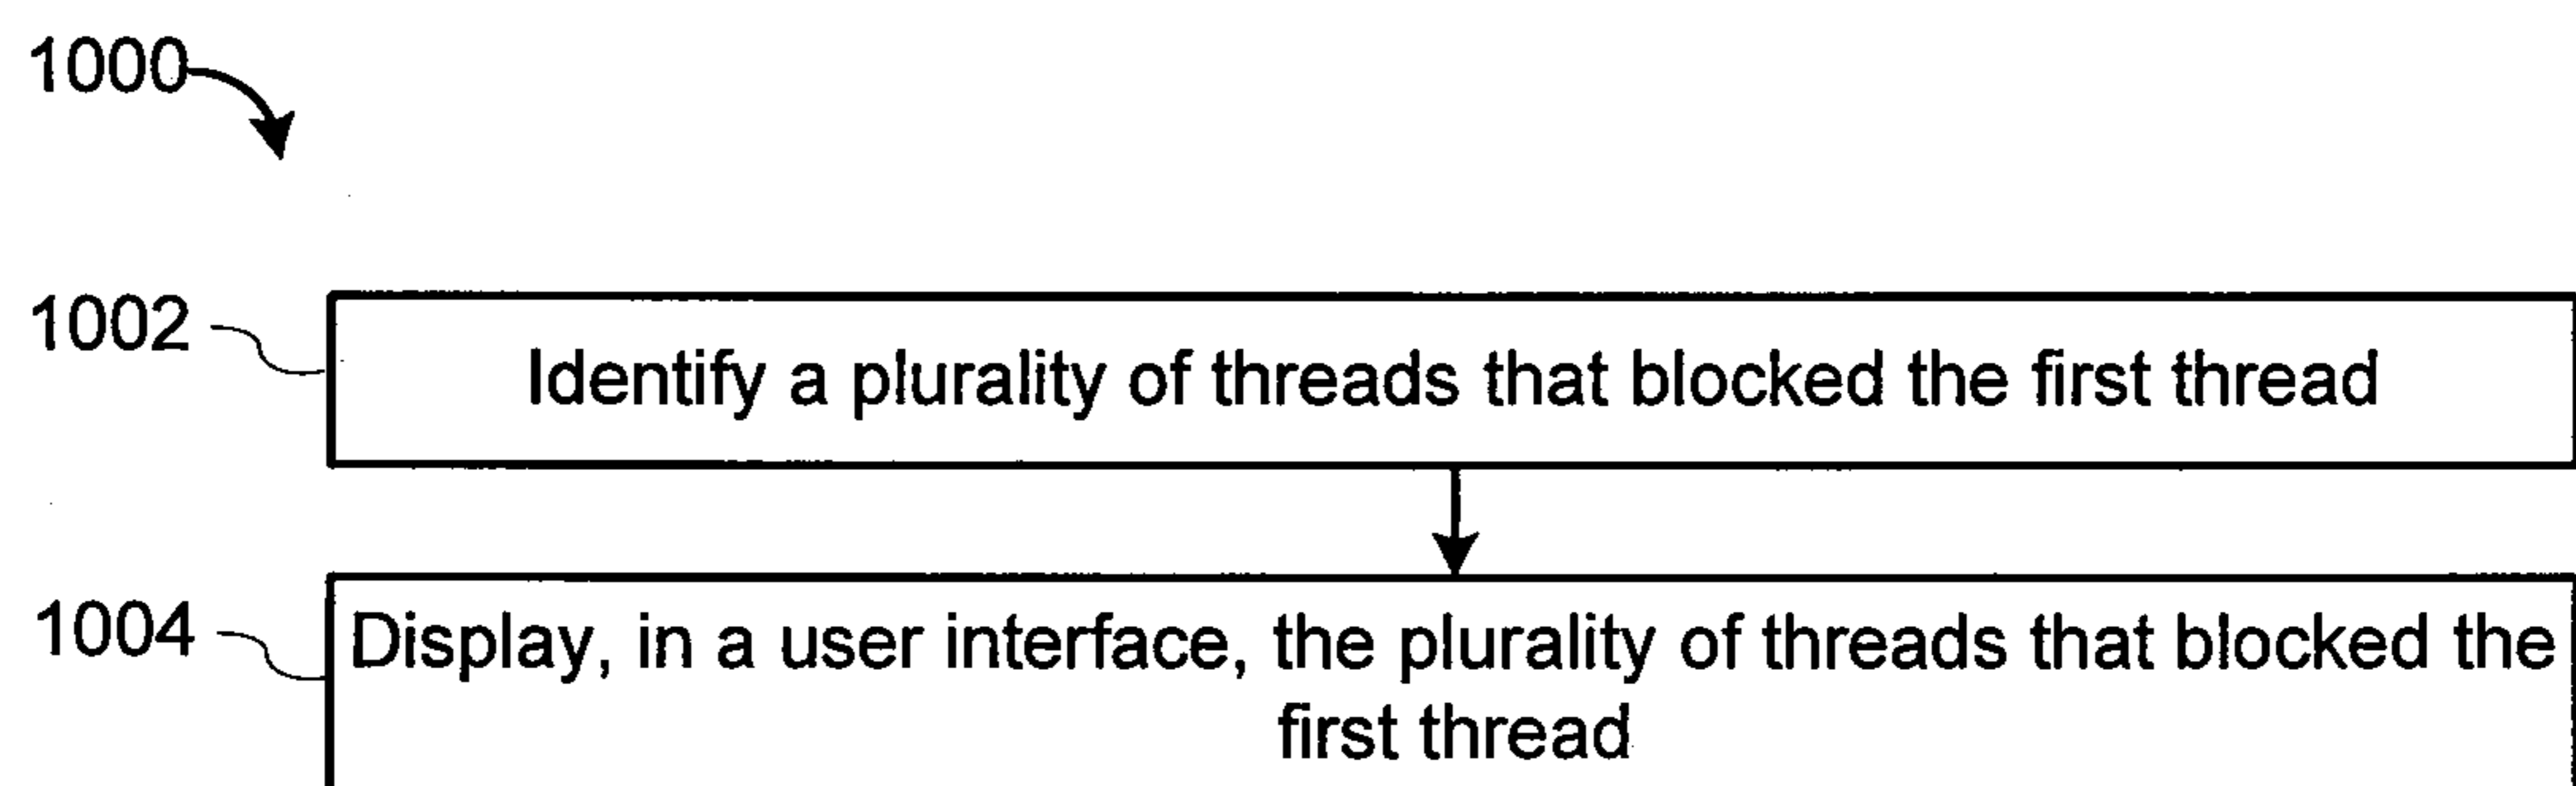 1000
1002
Identify a plurality of threads that blocked the first thread
1004
Display, in a user interface, the plurality of threads that blocked the
first thread